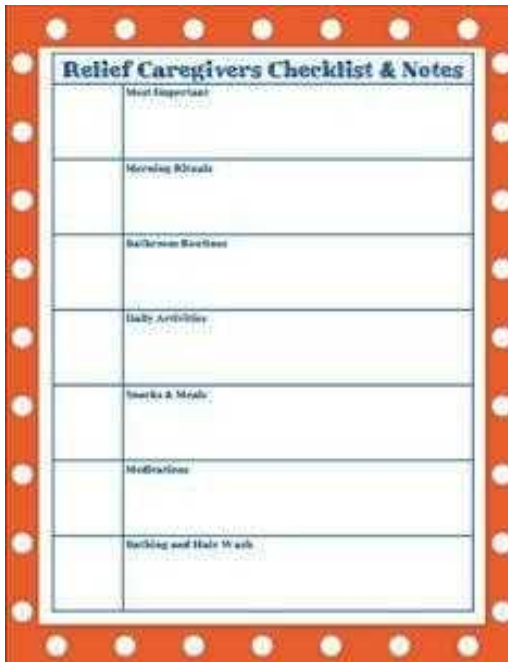 Relief Caregivers Checklist & Notes
Most Important
Morning Rituals
Bathroom Routines
Daily Activities
Snacks & Meals
Medications
Bathing and Hair Wash